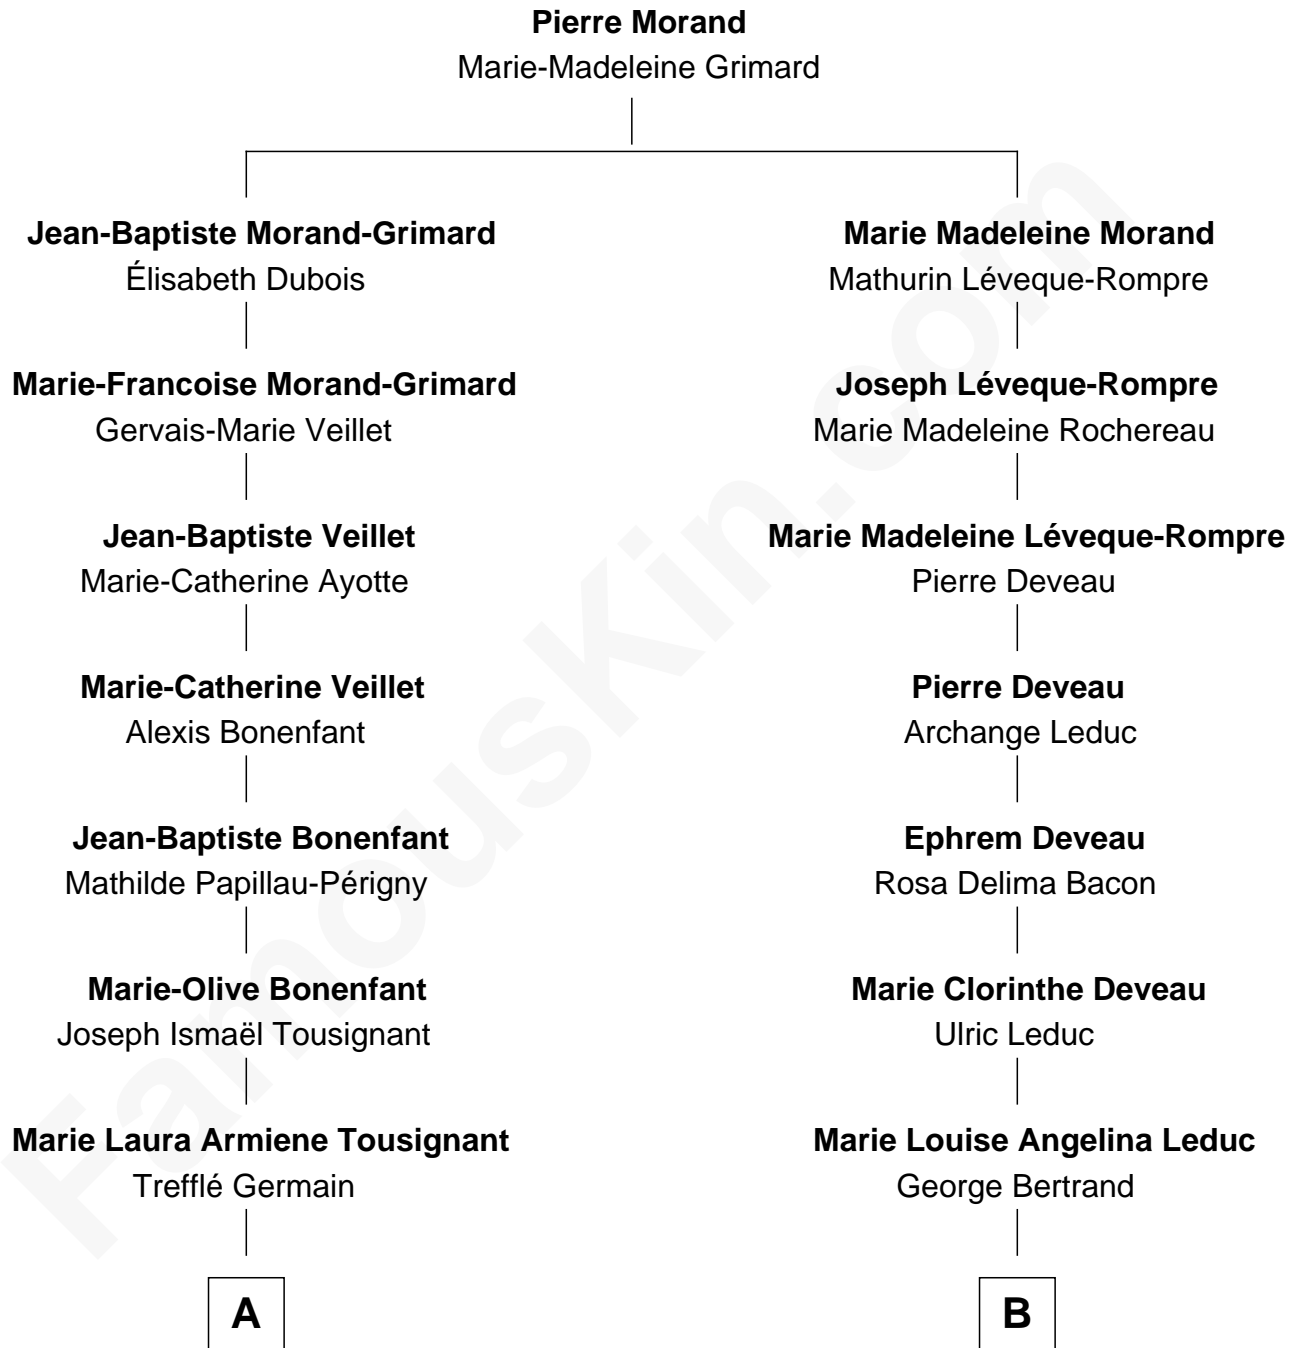 Pierre Morand
Marie-Madeleine Grimard
Jean-Baptiste Morand-Grimard
Élisabeth Dubois
Marie-Francoise Morand-Grimard
Gervais-Marie Veillet
Jean-Baptiste Veillet
Marie-Catherine Ayotte
Marie-Catherine Veillet
Alexis Bonenfant
Jean-Baptiste Bonenfant
Mathilde Papillau-Périgny
Marie-Olive Bonenfant
Joseph Ismaël Tousignant
Marie Laura Armiene Tousignant
Trefflé Germain
A
Marie Madeleine Morand
Mathurin Léveque-Rompre
Joseph Léveque-Rompre
Marie Madeleine Rochereau
Marie Madeleine Léveque-Rompre
Pierre Deveau
Pierre Deveau
Archange Leduc
Ephrem Deveau
Rosa Delima Bacon
Marie Clorinthe Deveau
Ulric Leduc
Marie Louise Angelina Leduc
George Bertrand
B
FamousKin.com